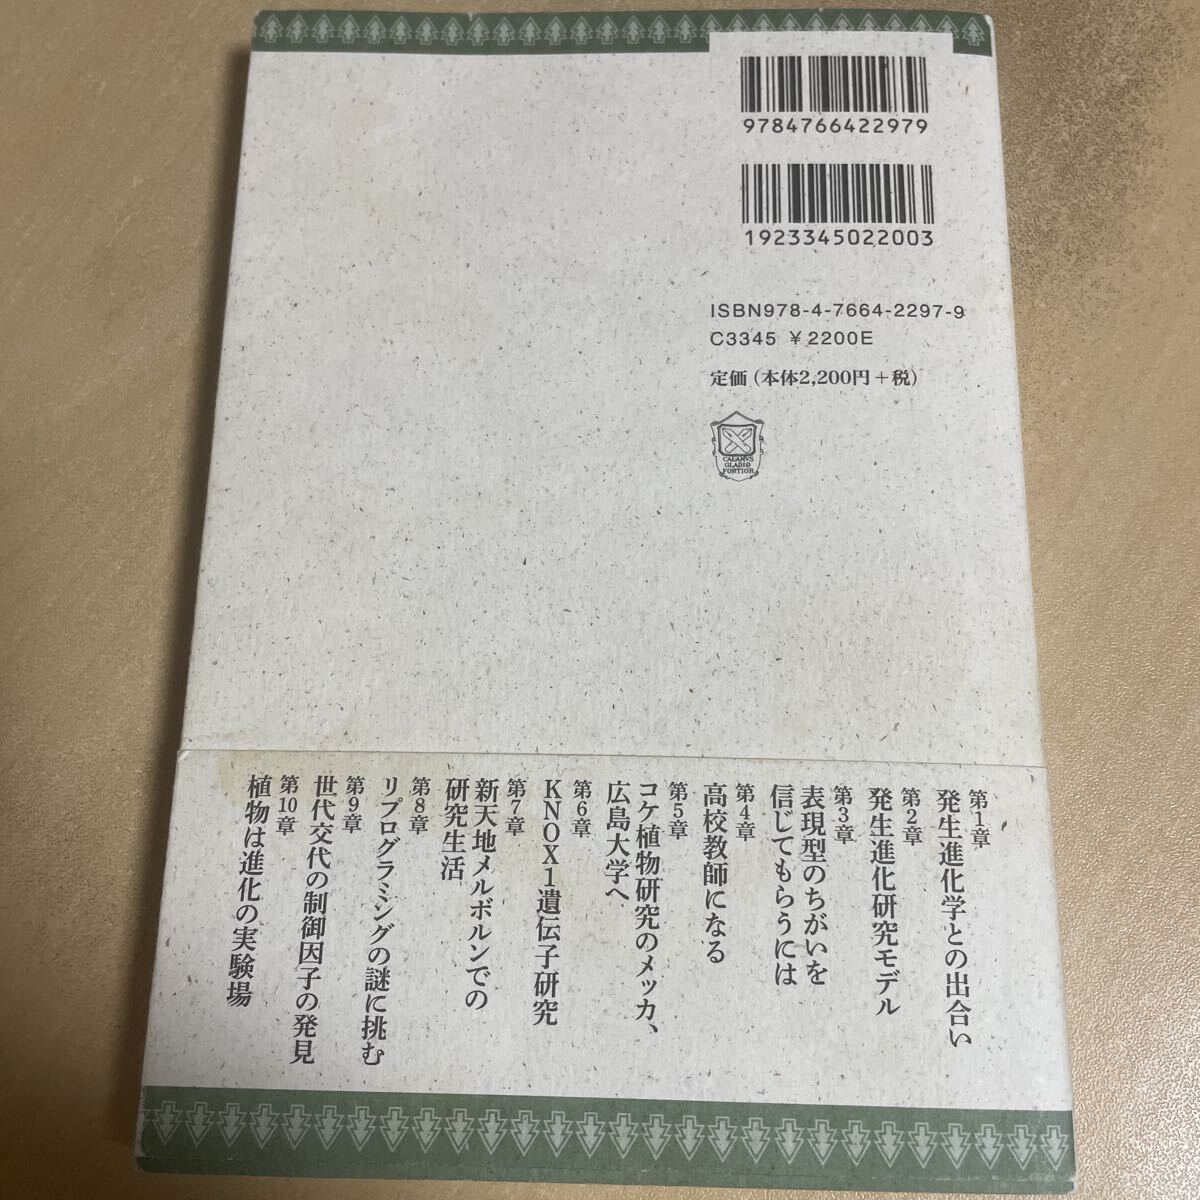 9784766422979
1923345022003
ISBN978-4-7664-2297-9
C3345 ¥2200E
定価(本体2,200円+税)
CALAMVS
GLADIO
FORTIOR
第1章
発生進化学との出合い
第2章
発生進化研究モデル
第3章
表現型のちがいを
信じてもらうには
第4章
高校教師になる
第5章
コケ植物研究のメッカ、
広島大学へ
第6章
KNOX1遺伝子研究
第7章
新天地メルボルンでの
研究生活
第8章
リプログラミングの謎に挑む
第9章
世代交代の制御因子の発見
第10章
植物は進化の実験場